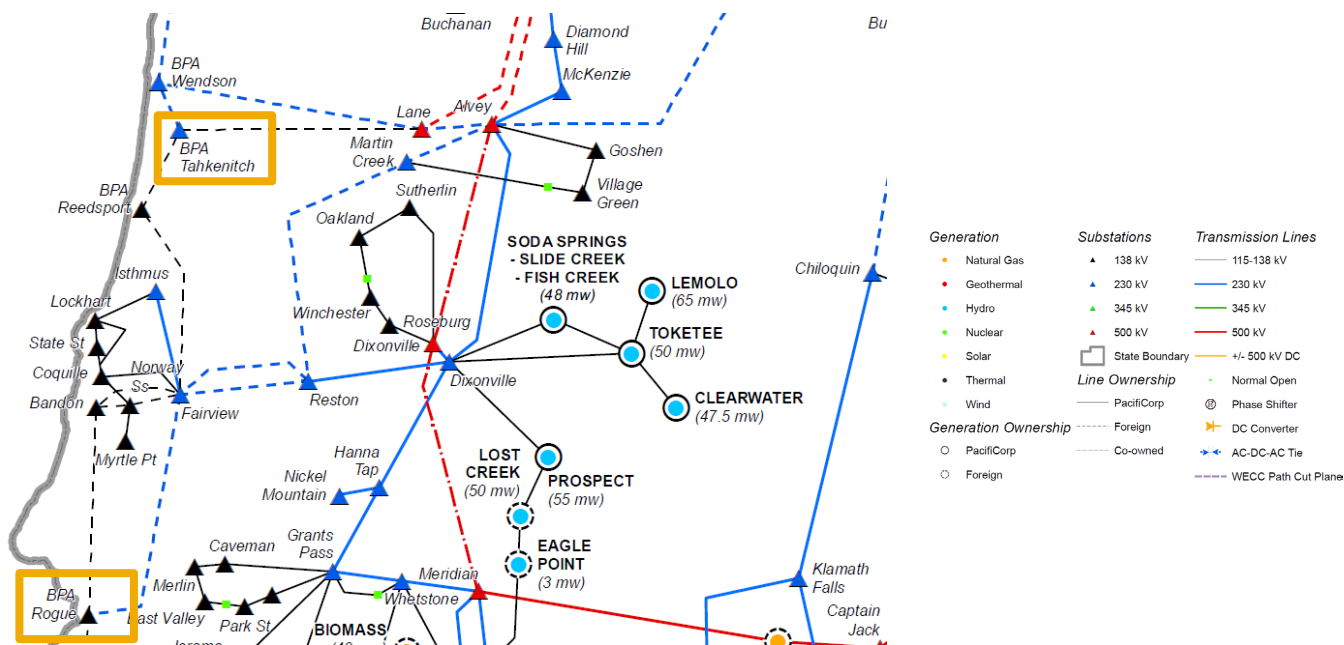 Buchanan
Bu
Diamond
Hill
McKenzie
BPA
Wendson
Lane
Alvey
BPA
Tahkenitch
Martin
Creek
Goshen
Village
Green
Sutherlin
BPA
Reedsport
Oakland
SODA SPRINGS
- SLIDE CREEK
- FISH CREEK
(48 mw)
LEMOLO
(65 mw)
Chiloquin
Isthmus
Lockhart
Winchester
Roseburg
TOKETEE
(50 mw)
State St
Dixonville
Coquille
Norway
Ss
Dixonville
Bandon
Fairview
Reston
CLEARWATER
(47.5 mw)
Myrtle Pt
Hanna
Tap
Nickel
Mountain
LOST
CREEK
(50 mw)
PROSPECT
(55 mw)
Grants
Pass
Caveman
EAGLE
POINT
(3 mw)
Merlin
Meridian
Whetstone
Klamath
Falls
BPA
Rogue
East Valley
Park St
BIOMASS
Captain
Jack
Jerome
Generation
Natural Gas
Geothermal
Hydro
Nuclear
Solar
Thermal
Wind
Generation Ownership
PacifiCorp
Foreign
Substations
138 kV
230 kV
345 kV
500 kV
State Boundary
Line Ownership
PacifiCorp
Foreign
Co-owned
Transmission Lines
115-138 kV
230 kV
345 kV
500 kV
+/- 500 kV DC
Normal Open
Phase Shifter
DC Converter
AC-DC-AC Tie
WECC Path Cut Plane